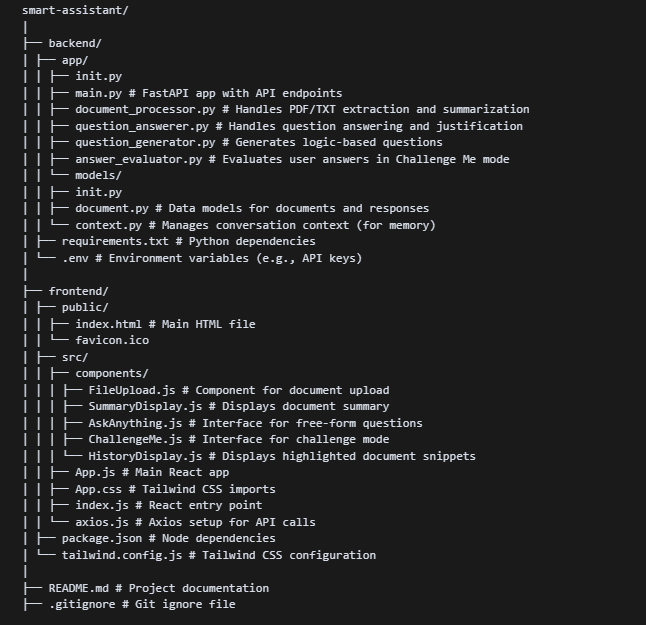 smart-assistant/
|
├── backend/
| ├── app/
| | ├── init.py
| | ├── main.py # FastAPI app with API endpoints
| | ├── document_processor.py # Handles PDF/TXT extraction and summarization
| | ├── question_answerer.py # Handles question answering and justification
| | ├── question_generator.py # Generates logic-based questions
| | ├── answer_evaluator.py # Evaluates user answers in Challenge Me mode
| | └── models/
| | ├── init.py
| | ├── document.py # Data models for documents and responses
| | └── context.py # Manages conversation context (for memory)
| ├── requirements.txt # Python dependencies
| └── .env # Environment variables (e.g., API keys)
|
├── frontend/
| ├── public/
| | ├── index.html # Main HTML file
| | └── favicon.ico
| ├── src/
| | ├── components/
| | | ├── FileUpload.js # Component for document upload
| | | ├── SummaryDisplay.js # Displays document summary
| | | ├── AskAnything.js # Interface for free-form questions
| | | ├── ChallengeMe.js # Interface for challenge mode
| | | └── HistoryDisplay.js # Displays highlighted document snippets
| | ├── App.js # Main React app
| | ├── App.css # Tailwind CSS imports
| | ├── index.js # React entry point
| | └── axios.js # Axios setup for API calls
| ├── package.json # Node dependencies
| └── tailwind.config.js # Tailwind CSS configuration
|
├── README.md # Project documentation
├── .gitignore # Git ignore file